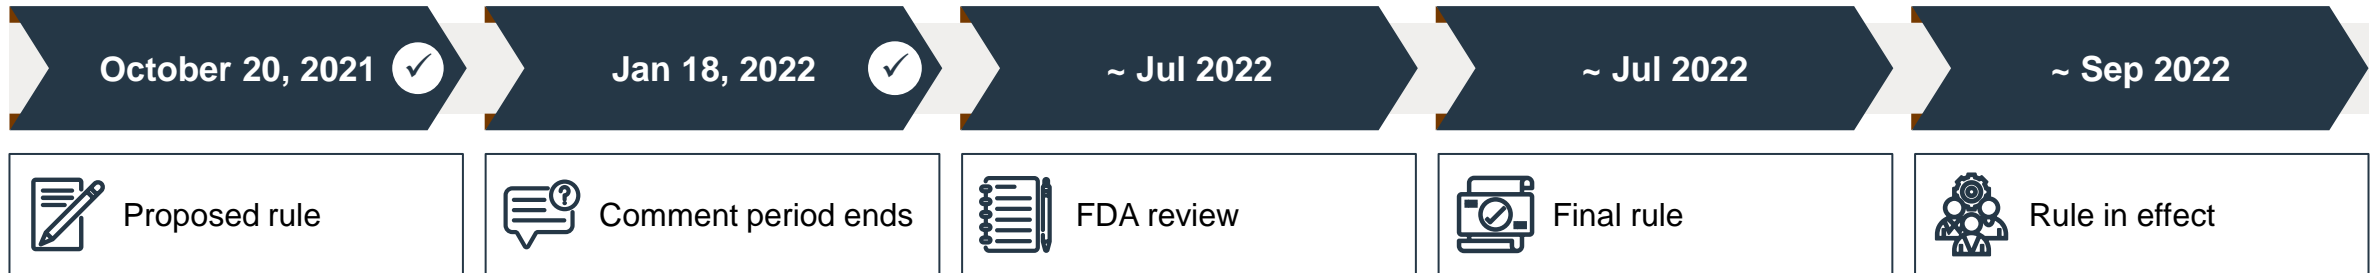 October 20, 2021
Jan 18, 2022
~ Jul 2022
~ Jul 2022
~ Sep 2022
Proposed rule
Comment period ends
FDA review
Final rule
Rule in effect